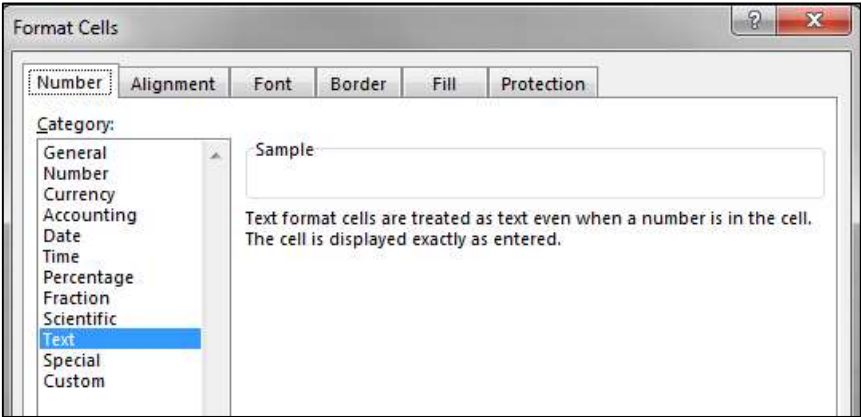 Format Cells
?
X
Number Alignment Font Border Fill Protection
Category:
General
Number
Currency
Accounting
Date
Time
Percentage
Fraction
Scientific
Text
Special
Custom
Sample
Text format cells are treated as text even when a number is in the cell.
The cell is displayed exactly as entered.